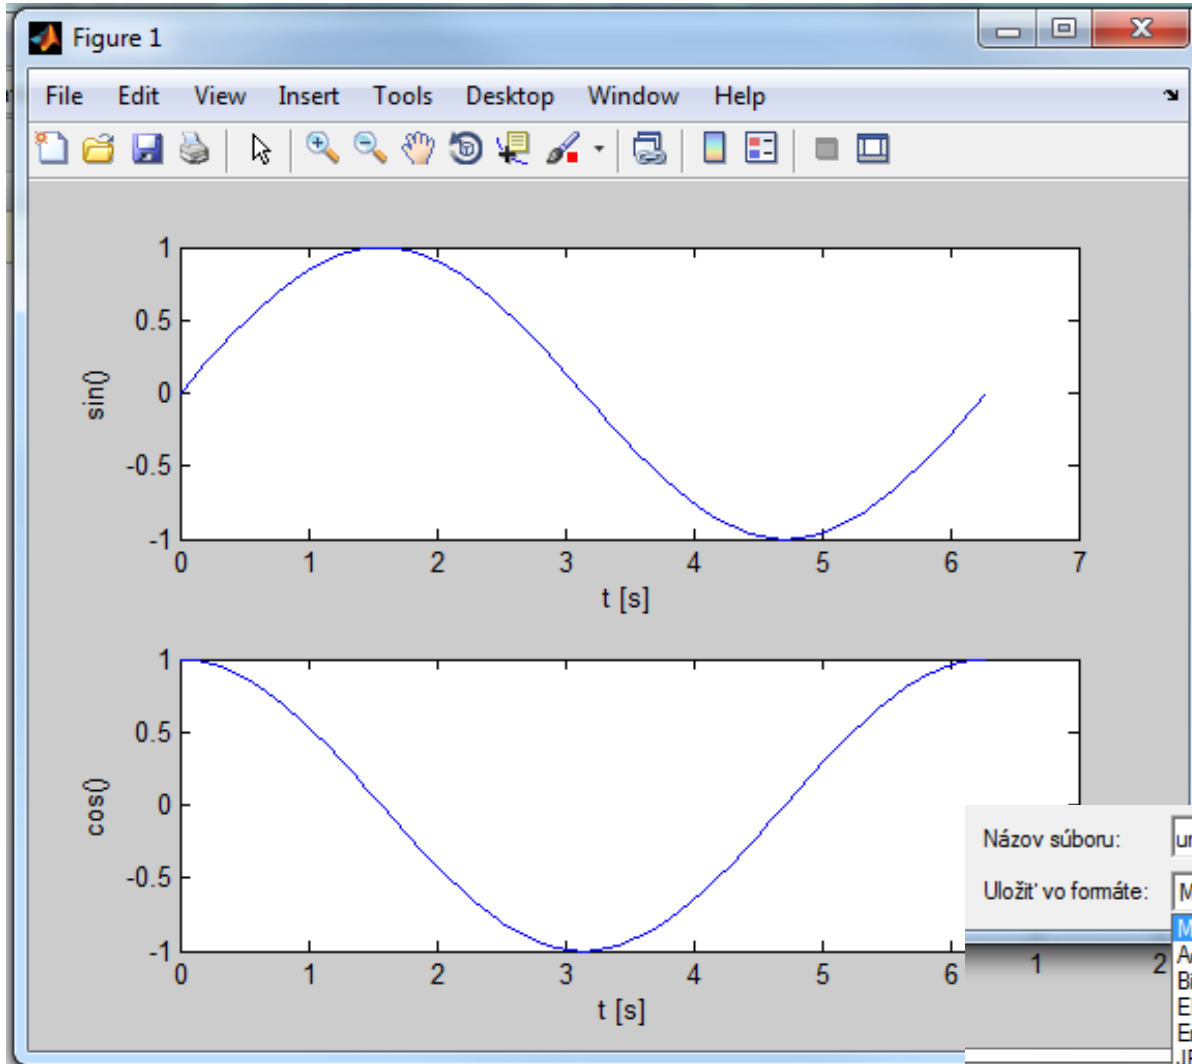 Figure 1
File Edit View Insert Tools Desktop Window Help
1
0.5
0
-0.5
-1
sin()
0 1 2 3 4 5 6 7
t [s]
1
0.5
0
-0.5
-1
cos()
0 1 2 3 4 5 6
t [s]
Názov súboru:
Uložiť vo formáte:
1 2